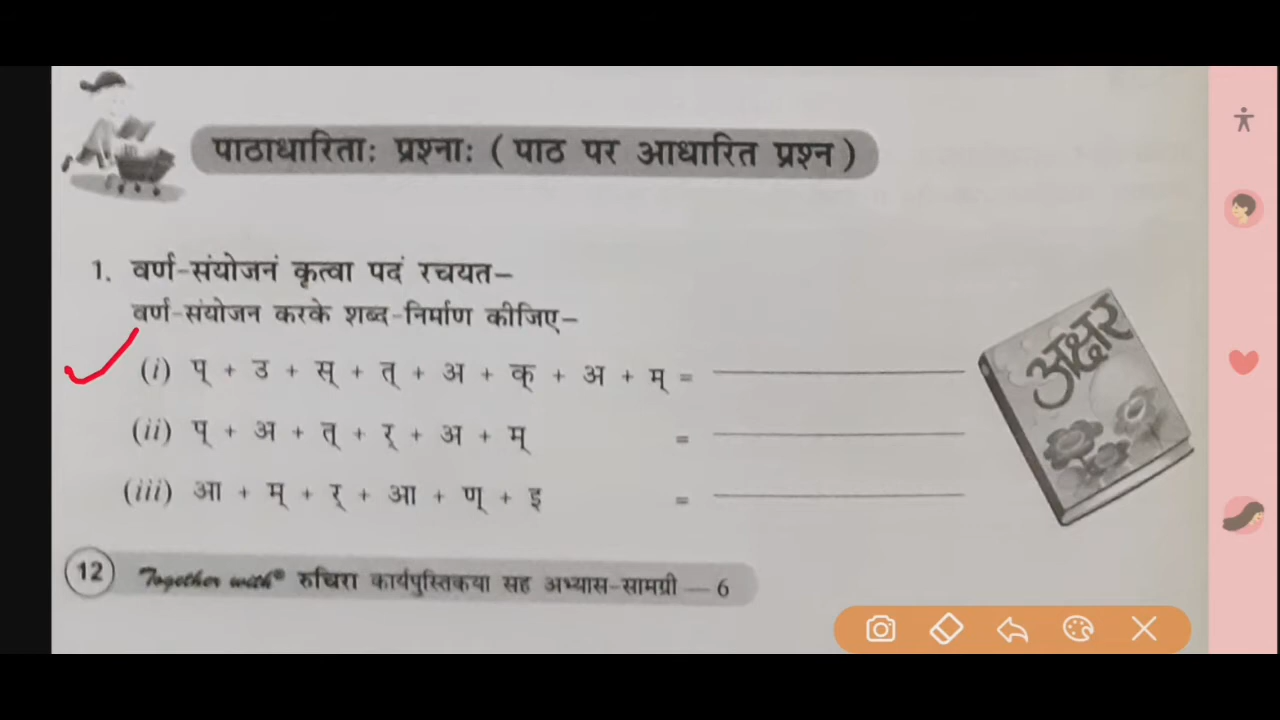 पाठाधारिताः प्रश्नाः ( पाठ पर आधारित प्रश्न )
1. वर्ण-संयोजनं कृत्वा पदं रचयत–
वर्ण-संयोजन करके शब्द-निर्माण कीजिए–
(i) प् + उ + स् + त् + अ + क् + अ + म् = 
(ii) प् + अ + त् + र् + अ + म् = 
(iii) आ + म् + र् + आ + ण् + इ = 
अक्षर
12 Together with® रुचिरा कार्यपुस्तिकया सह अभ्यास-सामग्री — 6